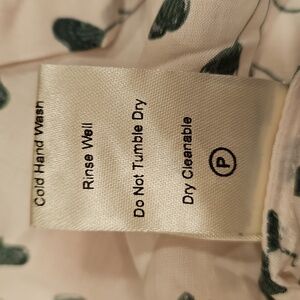 Cold Hand Wash
Rinse Well
Do Not Tumble Dry
Dry Cleanable
P